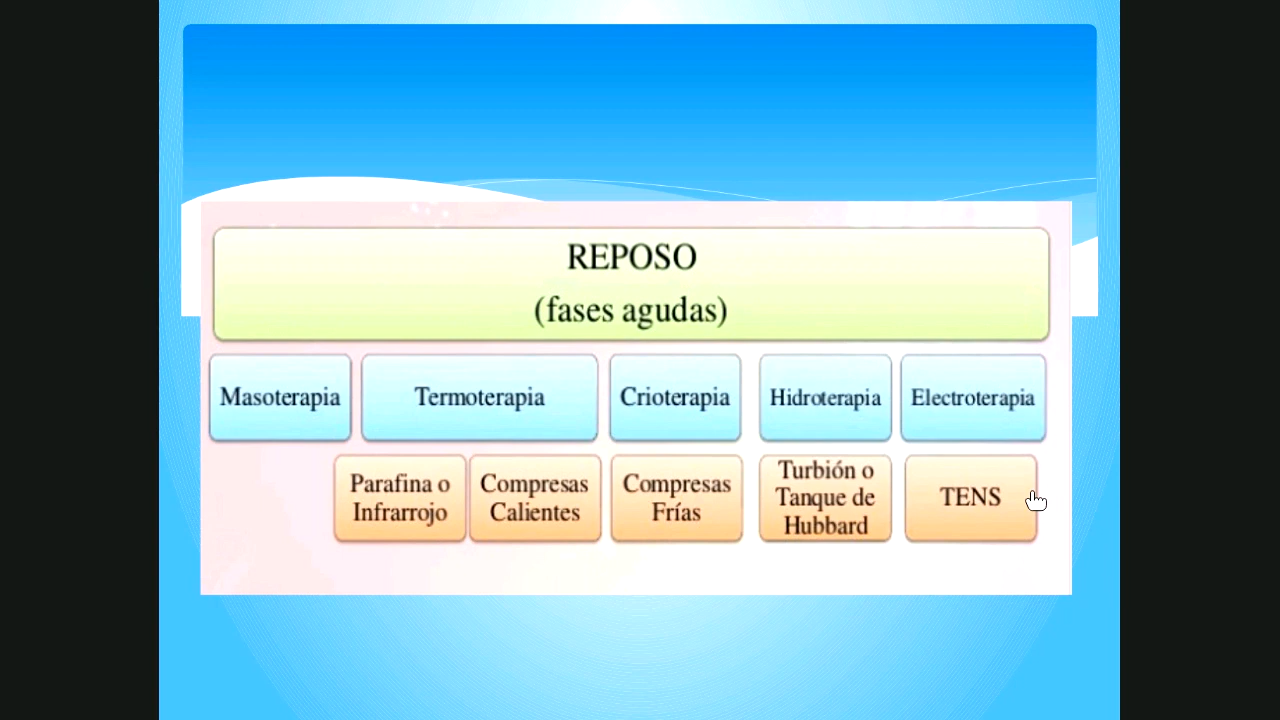 REPOSO
(fases agudas)
Masoterapia
Termoterapia
Crioterapia
Hidroterapia
Electroterapia
Parafina o
Infrarrojo
Compresas
Calientes
Compresas
Frías
Turbión o
Tanque de
Hubbard
TENS